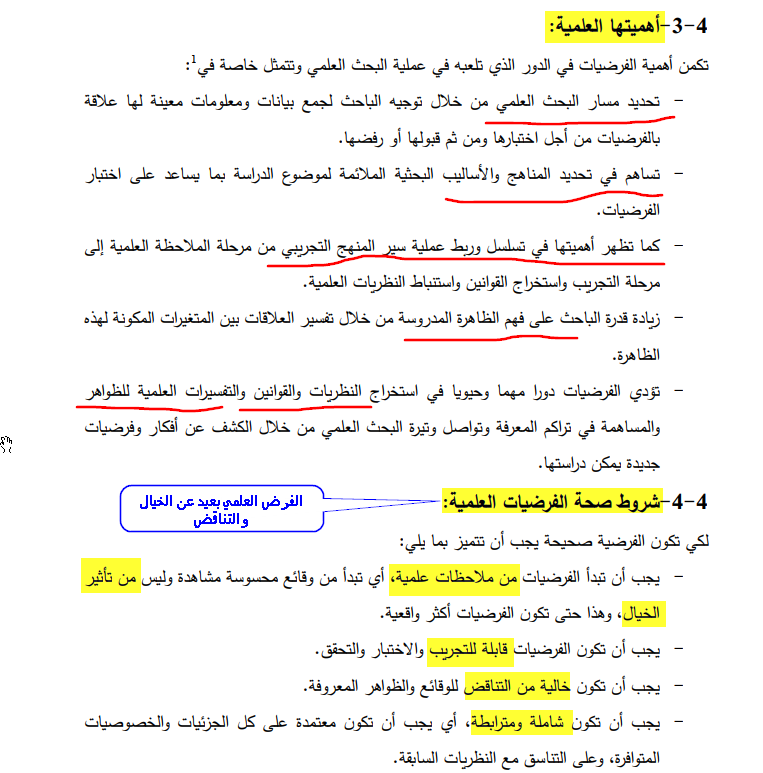 4-3-أهميتها العلمية:
تكمن أهمية الفرضيات في الدور الذي تلعبه في عملية البحث العلمي وتتمثل خاصة في1:
- تحديد مسار البحث العلمي من خلال توجيه الباحث لجمع بيانات ومعلومات معينة لها علاقة
بالفرضيات من أجل اختبارها ومن ثم قبولها أو رفضها.
- تساهم في تحديد المناهج والأساليب البحثية الملائمة لموضوع الدراسة بما يساعد على اختبار
الفرضيات.
- كما تظهر أهميتها في تسلسل وربط عملية سير المنهج التجريبي من مرحلة الملاحظة العلمية إلى
مرحلة التجريب واستخراج القوانين واستنباط النظريات العلمية.
- زيادة قدرة الباحث على فهم الظاهرة المدروسة من خلال تفسير العلاقات بين المتغيرات المكونة لهذه
الظاهرة.
- تؤدي الفرضيات دورا مهما وحيويا في استخراج النظريات والقوانين والتفسيرات العلمية للظواهر
والمساهمة في تراكم المعرفة وتواصل وتيرة البحث العلمي من خلال الكشف عن أفكار وفرضيات
جديدة يمكن دراستها.
4-4-شروط صحة الفرضيات العلمية:
الفرض العلمي بعيد عن الخيال
والتناقض
لكي تكون الفرضية صحيحة يجب أن تتميز بما يلي:
- يجب أن تبدأ الفرضيات من ملاحظات علمية، أي تبدأ من وقائع محسوسة مشاهدة وليس من تأثير
الخيال، وهذا حتى تكون الفرضيات أكثر واقعية.
- يجب أن تكون الفرضيات قابلة للتجريب والاختبار والتحقق.
- يجب أن تكون خالية من التناقض للوقائع والظواهر المعروفة.
- يجب أن تكون شاملة ومترابطة، أي يجب أن تكون معتمدة على كل الجزئيات والخصوصيات
المتوافرة، وعلى التناسق مع النظريات السابقة.